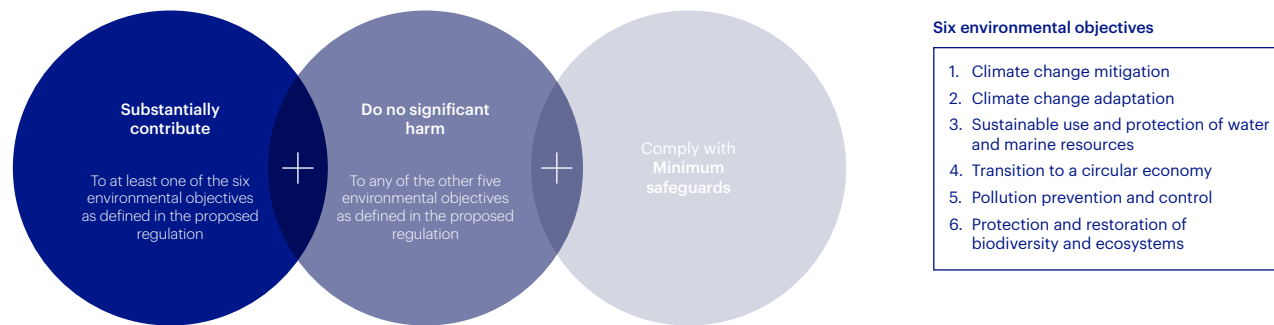 Substantially
contribute
To at least one of the six
environmental objectives
as defined in the proposed
regulation
+
Do no significant
harm
To any of the other five
environmental objectives
as defined in the proposed
regulation
+
Comply with
Minimum
safeguards
Six environmental objectives
1. Climate change mitigation
2. Climate change adaptation
3. Sustainable use and protection of water
and marine resources
4. Transition to a circular economy
5. Pollution prevention and control
6. Protection and restoration of
biodiversity and ecosystems